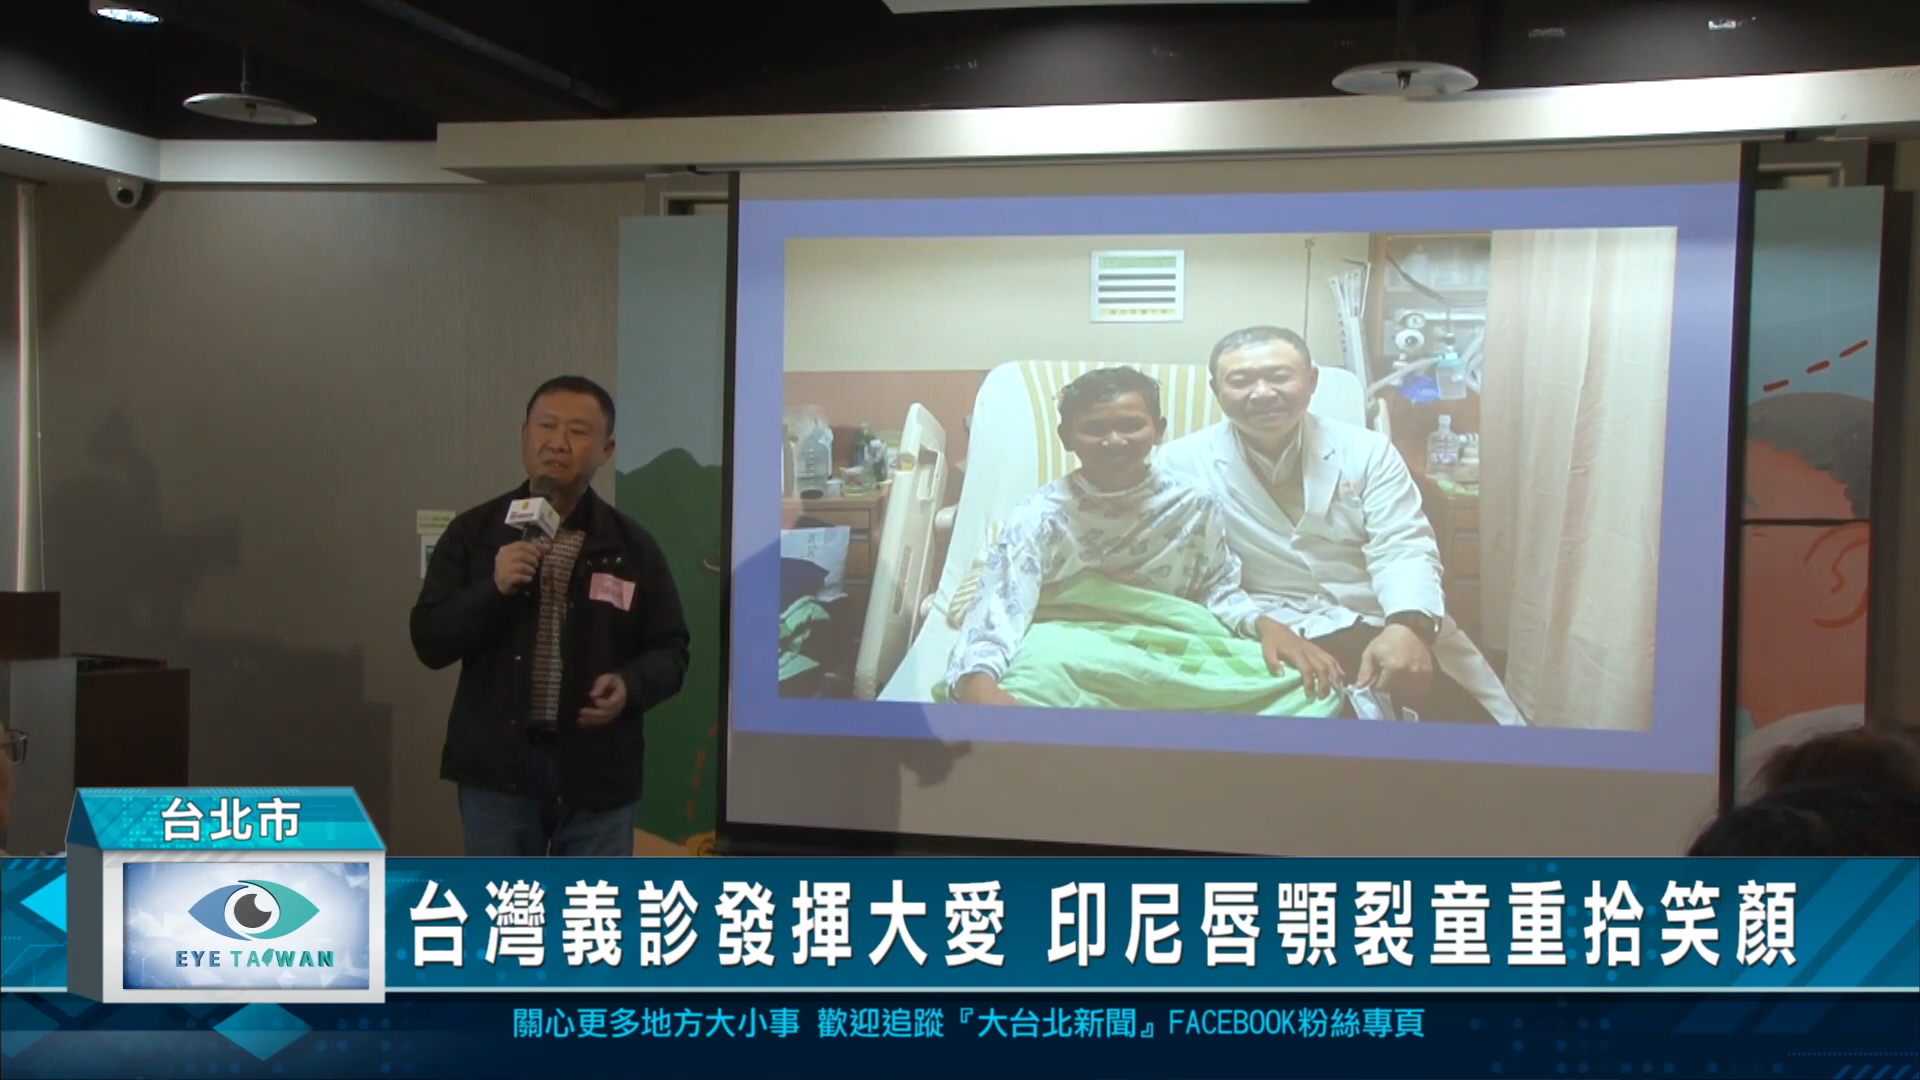 台北市
EYE TAIWAN
台灣義診發揮大愛 印尼唇顎裂童重拾笑顏
關心更多地方大小事 歡迎追蹤『大台北新聞』FACEBOOK粉絲專頁